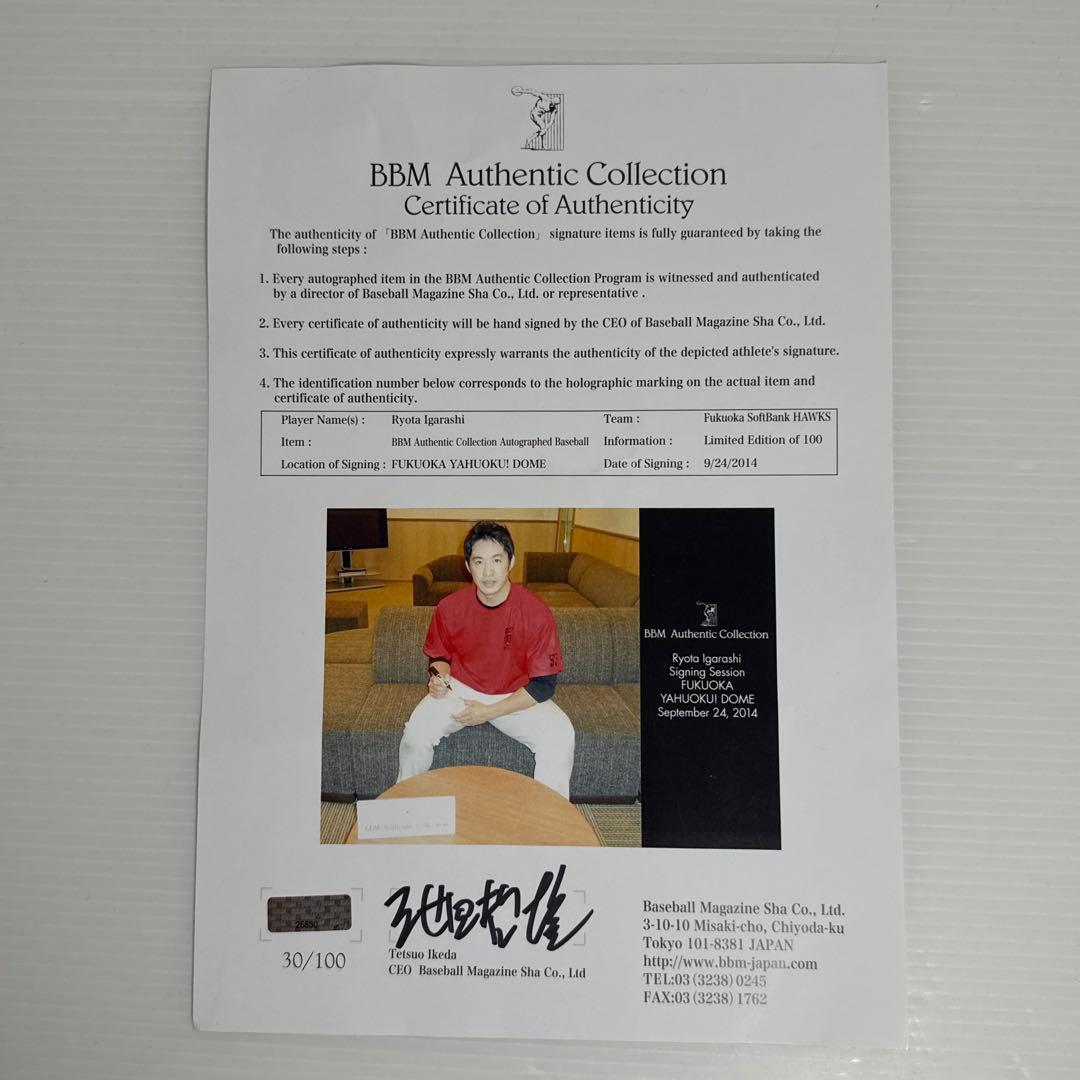 BBM Authentic Collection
Certificate of Authenticity
The authenticity of 「BBM Authentic Collection」 signature items is fully guaranteed by taking the
following steps :
1. Every autographed item in the BBM Authentic Collection Program is witnessed and authenticated
by a director of Baseball Magazine Sha Co., Ltd. or representative .
2. Every certificate of authenticity will be hand signed by the CEO of Baseball Magazine Sha Co., Ltd.
3. This certificate of authenticity expressly warrants the authenticity of the depicted athlete's signature.
4. The identification number below corresponds to the holographic marking on the actual item and
certificate of authenticity.
Player Name(s) : Ryota Igarashi Team : Fukuoka SoftBank HAWKS
Item : BBM Authentic Collection Autographed Baseball Information : Limited Edition of 100
Location of Signing : FUKUOKA YAHUOKU! DOME Date of Signing : 9/24/2014
BBM Authentic Collection
Ryota Igarashi
Signing Session
FUKUOKA
YAHUOKU! DOME
September 24, 2014
BBM Authentic Collection
30/100
池田哲雄
Tetsuo Ikeda
CEO Baseball Magazine Sha Co., Ltd
Baseball Magazine Sha Co., Ltd.
3-10-10 Misaki-cho, Chiyoda-ku
Tokyo 101-8381 JAPAN
http://www.bbm-japan.com
TEL:03 (3238) 0245
FAX:03 (3238) 1762